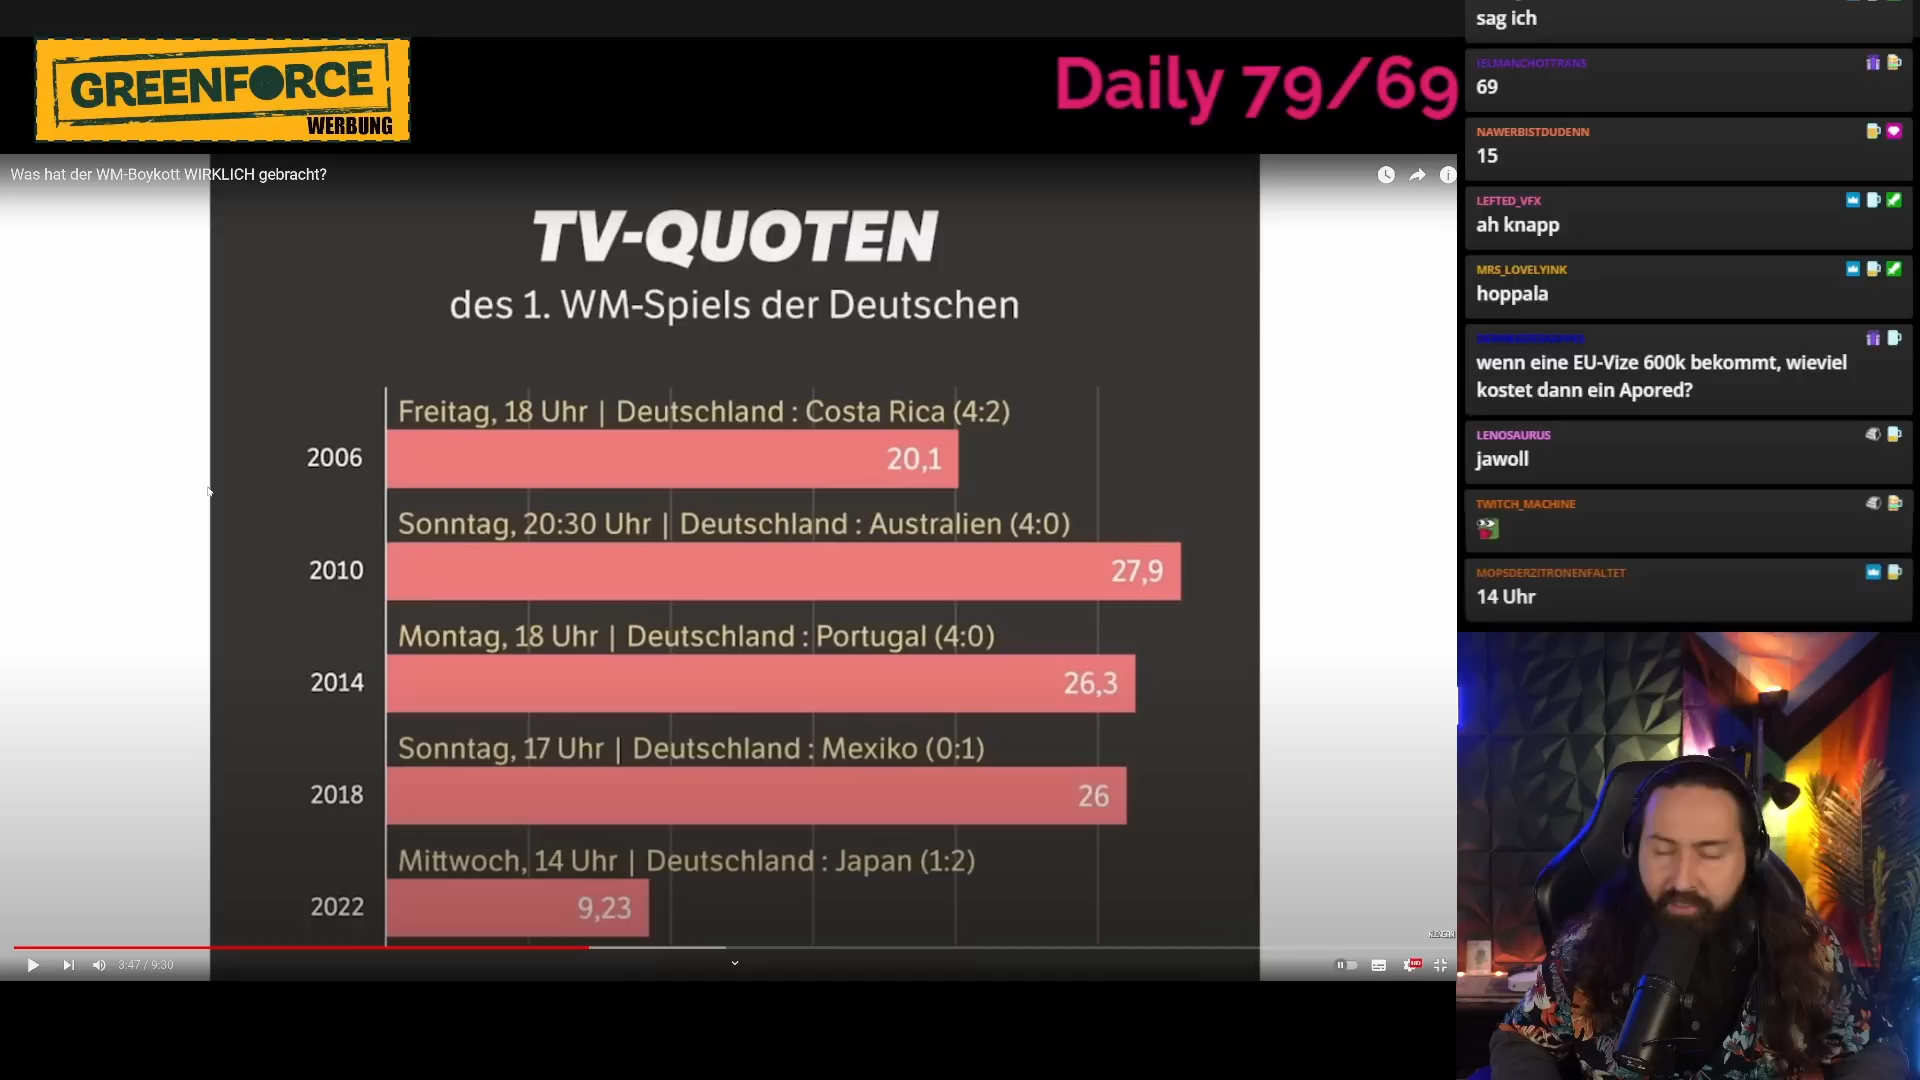 GREENFORCE
WERBUNG
Daily 79/69
Was hat der WM-Boykott WIRKLICH gebracht?
TV-QUOTEN
des 1. WM-Spiels der Deutschen
Freitag, 18 Uhr | Deutschland : Costa Rica (4:2)
2006
20,1
Sonntag, 20:30 Uhr | Deutschland : Australien (4:0)
2010
27,9
Montag, 18 Uhr | Deutschland : Portugal (4:0)
2014
26,3
Sonntag, 17 Uhr | Deutschland : Mexiko (0:1)
2018
26
Mittwoch, 14 Uhr | Deutschland : Japan (1:2)
2022
9,23
3:47 / 9:30
HD
sag ich
IELMANCHOTTRANS
69
NAWERBISTDUDENN
15
LEFTED_VFX
ah knapp
MRS_LOVELYINK
hoppala
wenn eine EU-Vize 600k bekommt, wieviel
kostet dann ein Apored?
LENOSAURUS
jawoll
TWITCH_MACHINE
MOPSDERZITRONENFALTET
14 Uhr